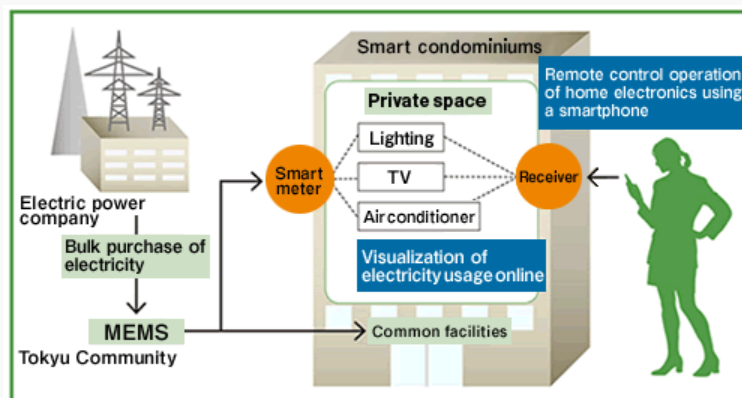 Smart condominiums
Remote control operation
of home electronics using
a smartphone
Private space
Lighting
TV
Air conditioner
Smart
meter
Receiver
Visualization of
electricity usage online
Electric power
company
Bulk purchase of
electricity
MEMS
Tokyu Community
Common facilities